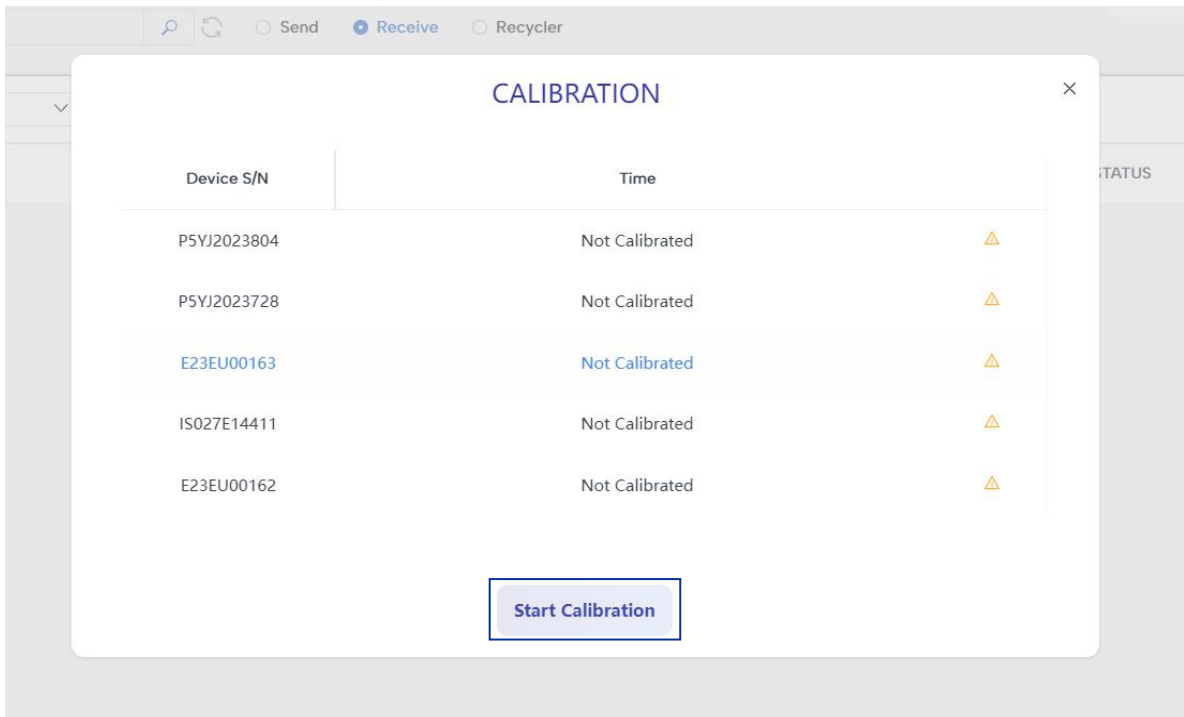 Send Receive Recycler
CALIBRATION
Device S/N Time
TATUS
P5YJ2023804 Not Calibrated
P5YJ2023728 Not Calibrated
E23EU00163 Not Calibrated
IS027E14411 Not Calibrated
E23EU00162 Not Calibrated
Start Calibration